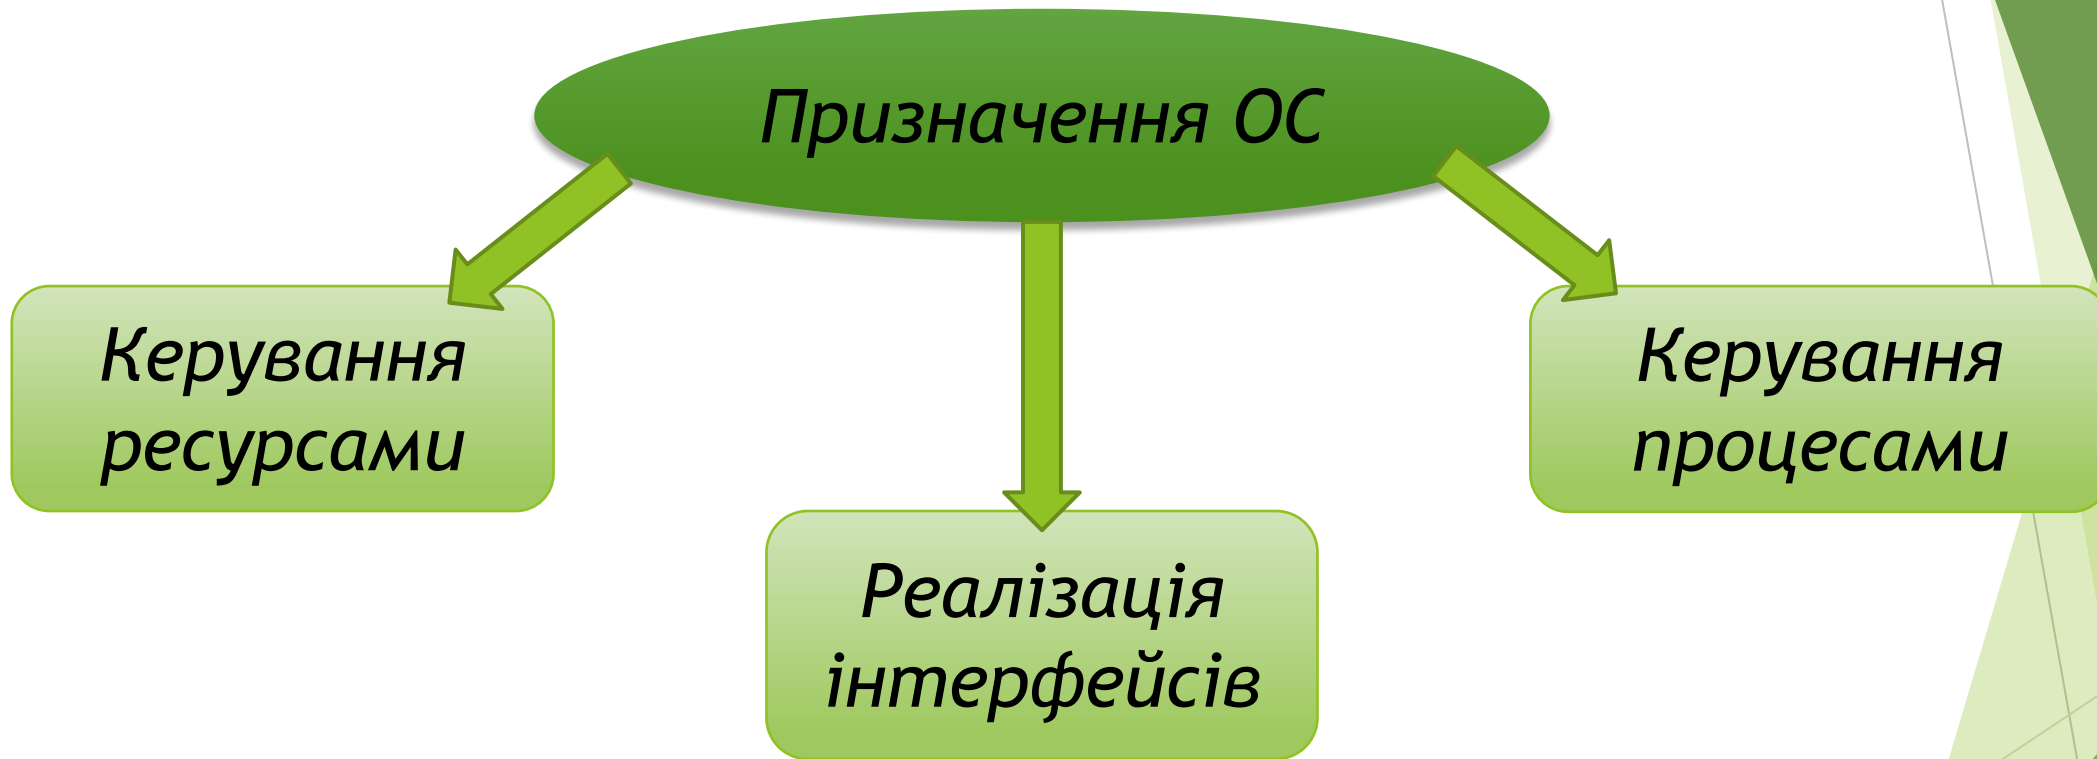 Призначення ОС
Керування
ресурсами
Керування
процесами
Реалізація
інтерфейсів